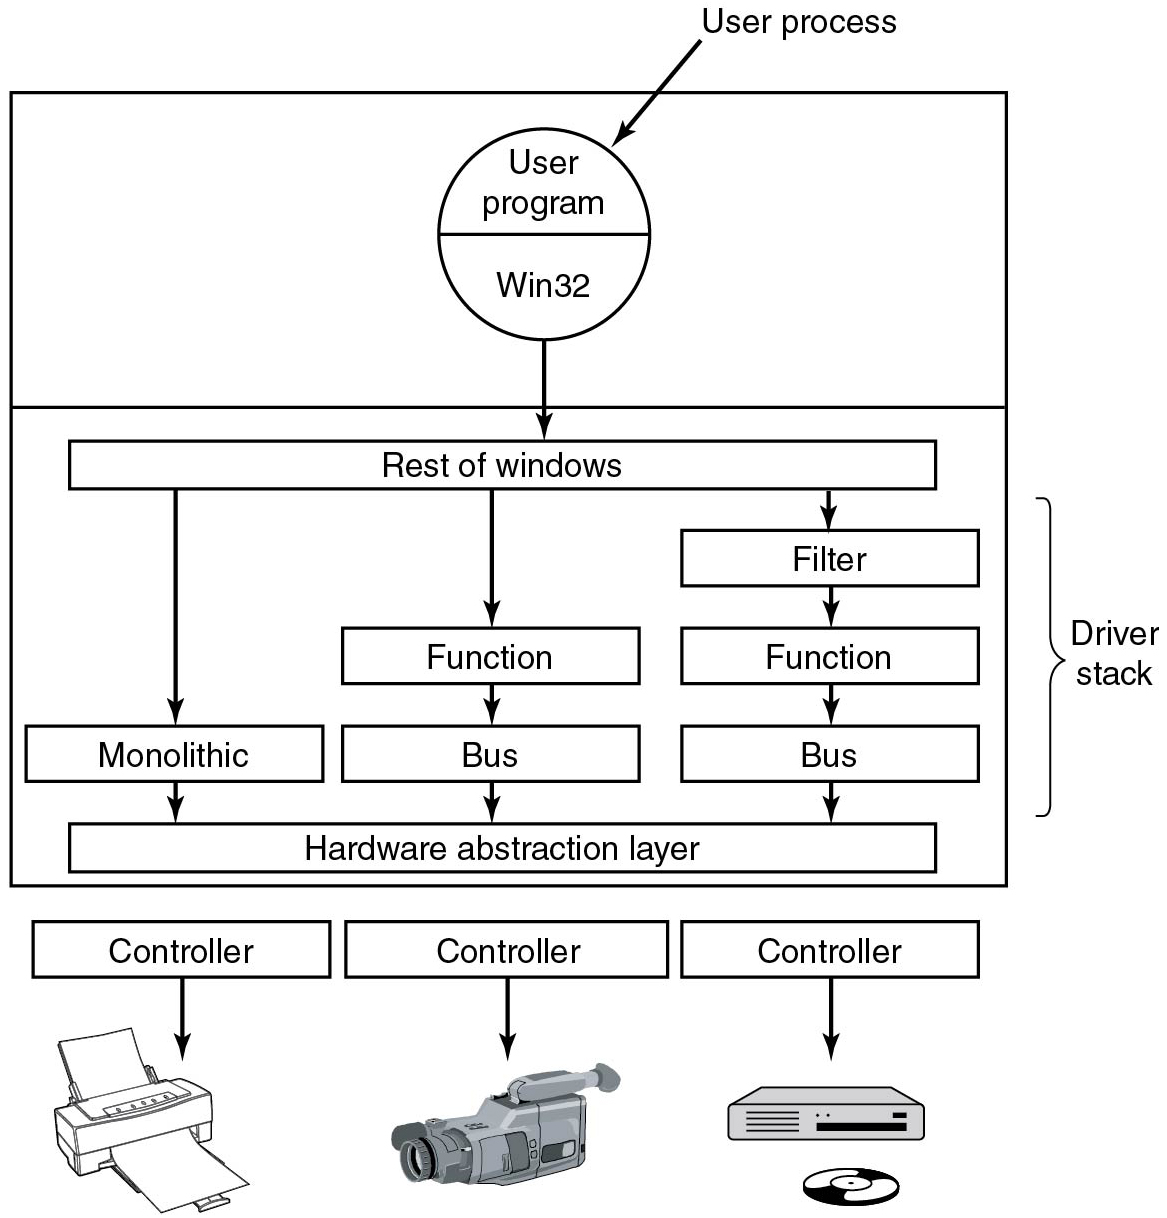 User process
User
program
Win32
Rest of windows
Filter
Function
Function
Driver
stack
Monolithic
Bus
Bus
Hardware abstraction layer
Controller
Controller
Controller